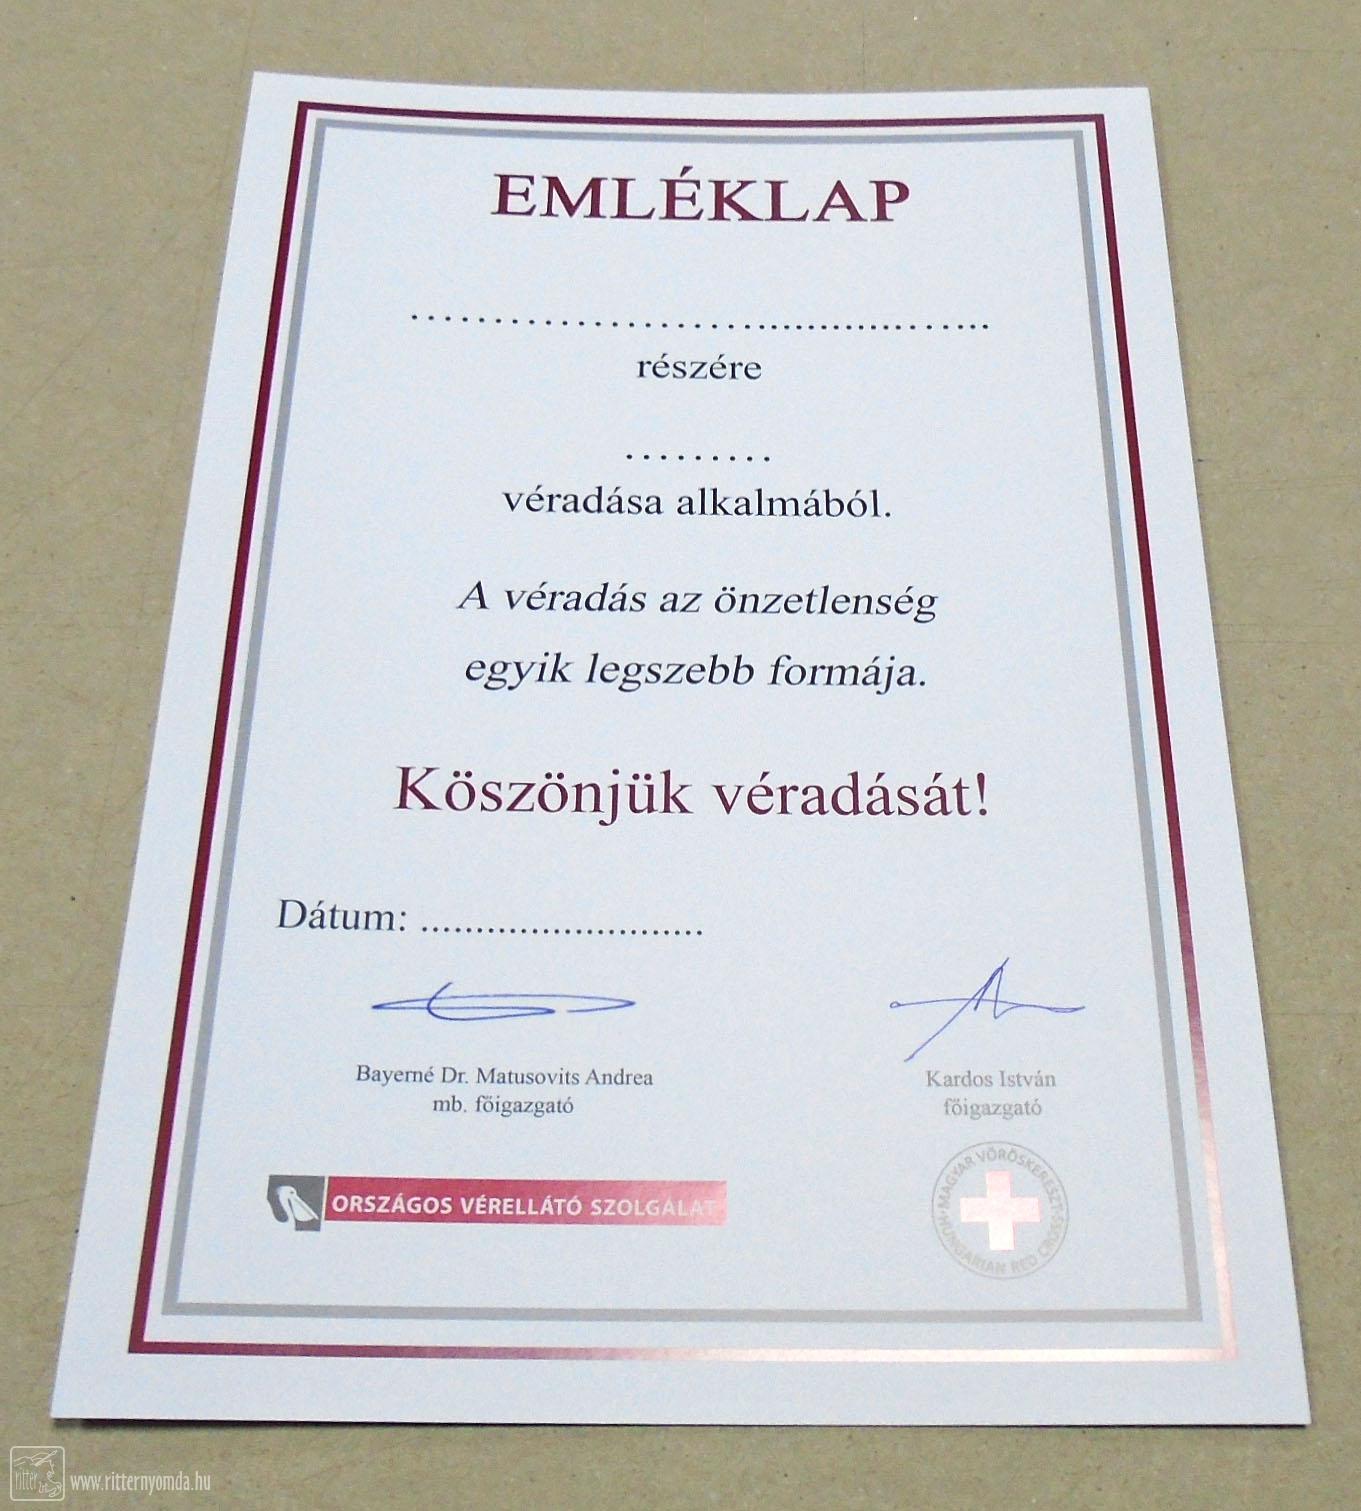 EMLÉKLAP
........................................
részére
.........
véradása alkalmából.
A véradás az önzetlenség
egyik legszebb formája.
Köszönjük véradását!
Dátum: ..........................
Bayerné Dr. Matusovits Andrea
mb. főigazgató
Kardos István
főigazgató
ORSZÁGOS VÉRELLÁTÓ SZOLGÁLAT
MAGYAR VÖRÖSKERESZT
HUNGARIAN RED CROSS
ritter
www.ritternyomda.hu